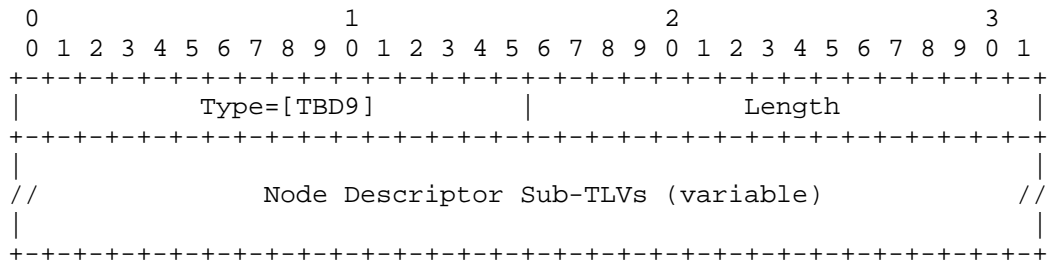 0                   1                   2                   3
 0 1 2 3 4 5 6 7 8 9 0 1 2 3 4 5 6 7 8 9 0 1 2 3 4 5 6 7 8 9 0 1
+-+-+-+-+-+-+-+-+-+-+-+-+-+-+-+-+-+-+-+-+-+-+-+-+-+-+-+-+-+-+-+-+
|           Type=[TBD9]         |             Length            |
+-+-+-+-+-+-+-+-+-+-+-+-+-+-+-+-+-+-+-+-+-+-+-+-+-+-+-+-+-+-+-+-+
|                                                               |
//              Node Descriptor Sub-TLVs (variable)            //
|                                                               |
+-+-+-+-+-+-+-+-+-+-+-+-+-+-+-+-+-+-+-+-+-+-+-+-+-+-+-+-+-+-+-+-+